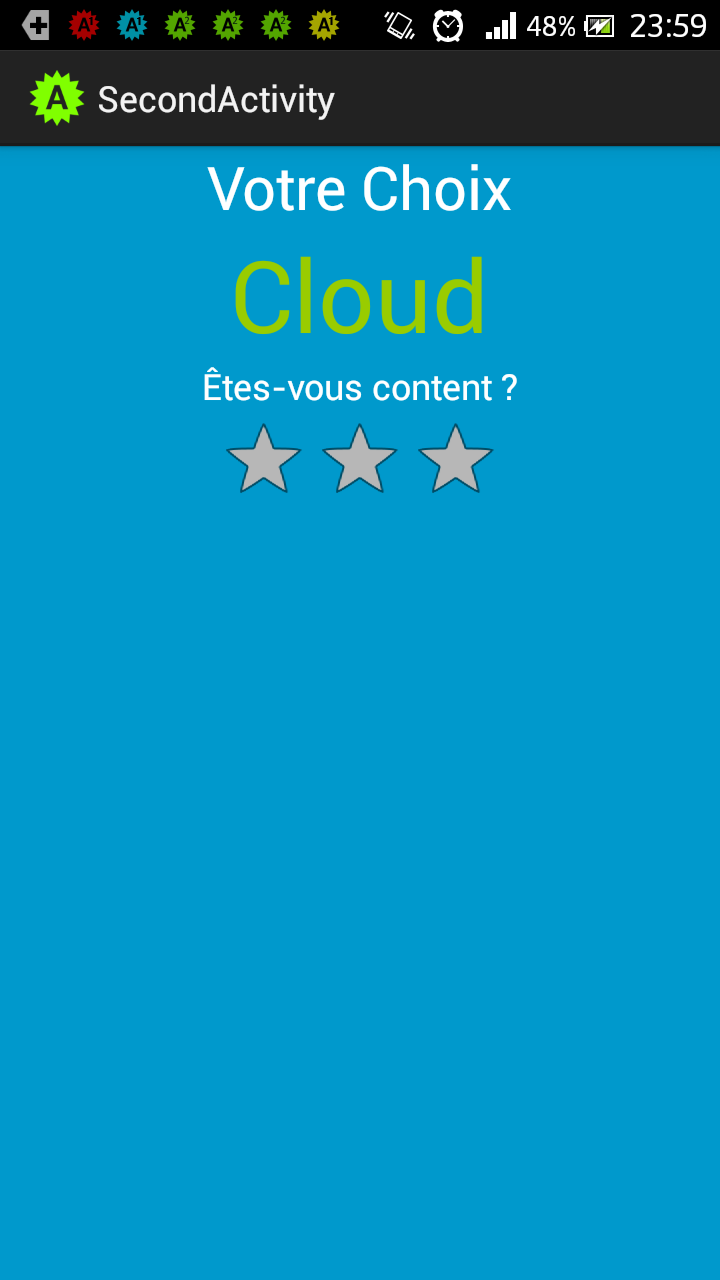 48% 23:59
SecondActivity
Votre Choix
Cloud
Êtes-vous content ?